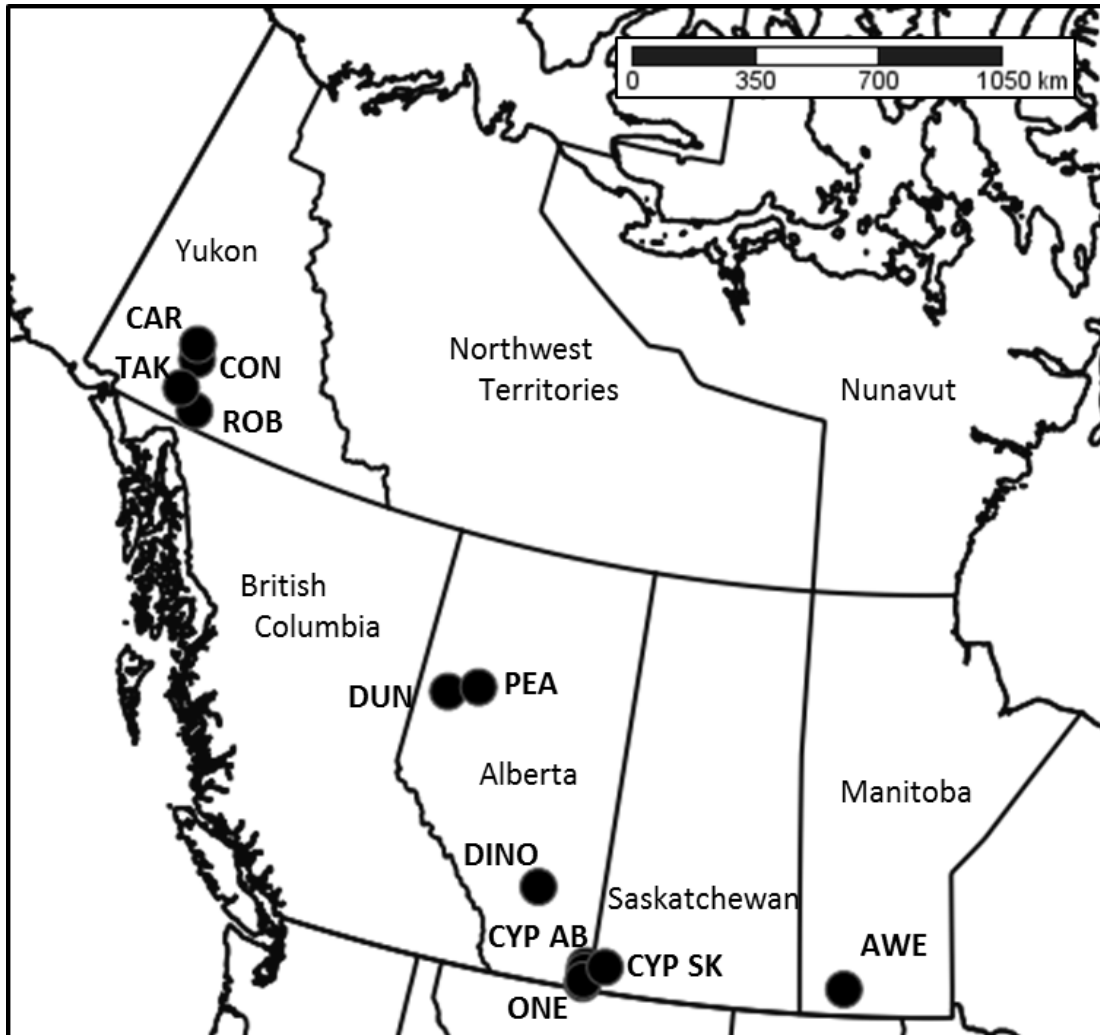 0 350 700 1050 km
Yukon
CAR
TAK
CON
ROB
Northwest
Territories
Nunavut
British
Columbia
DUN
PEA
Alberta
Manitoba
DINO
Saskatchewan
CYP AB
CYP SK
AWE
ONE